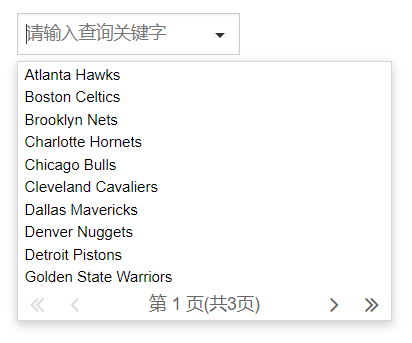 请输入查询关键字
Atlanta Hawks
Boston Celtics
Brooklyn Nets
Charlotte Hornets
Chicago Bulls
Cleveland Cavaliers
Dallas Mavericks
Denver Nuggets
Detroit Pistons
Golden State Warriors
第 1 页(共3页)